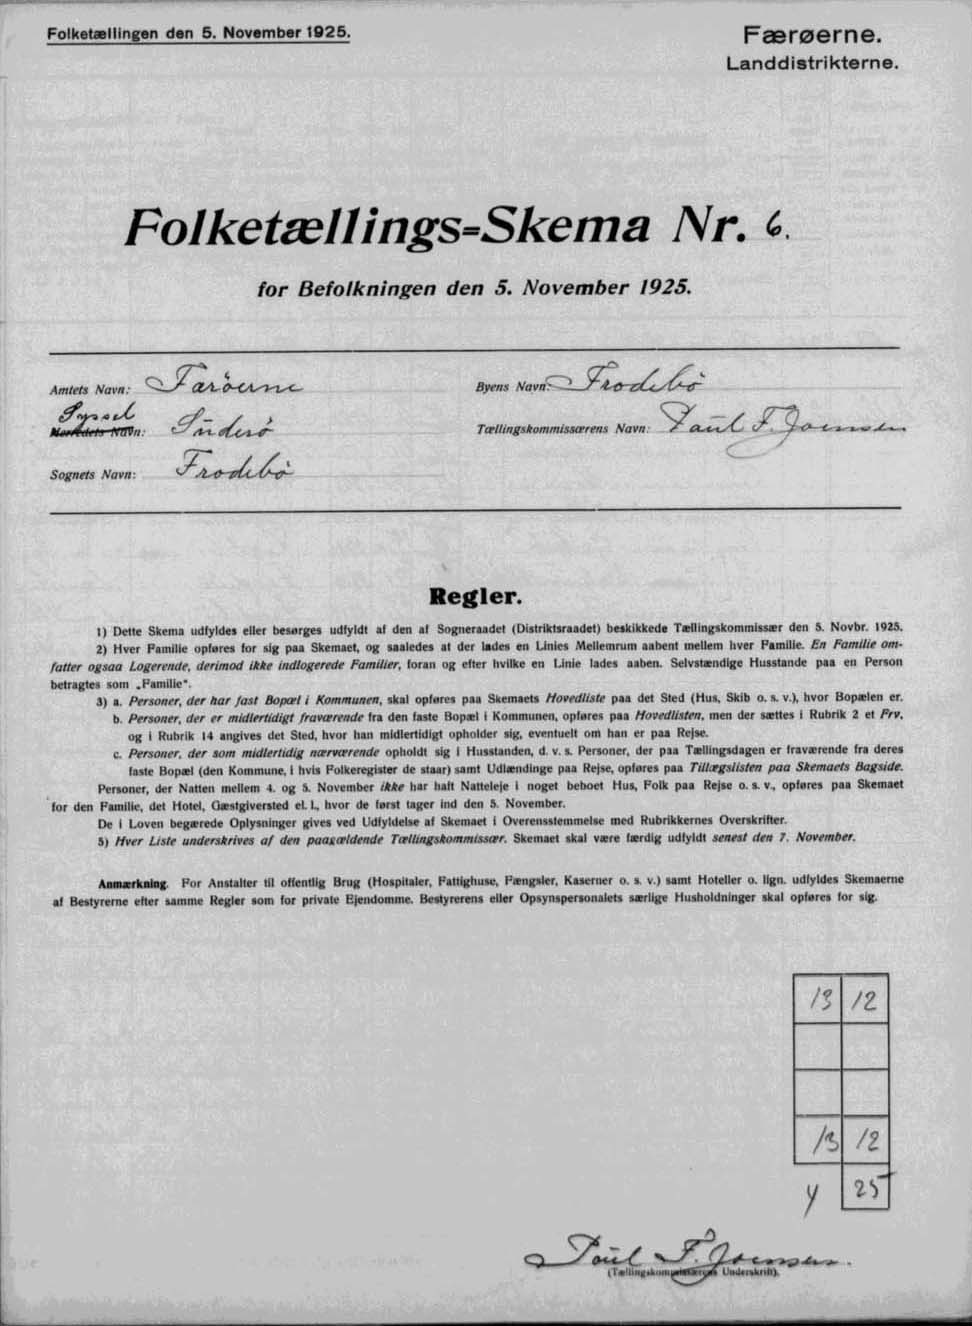 Folketællingen den 5. November 1925.
Færøerne.
Landdistrikterne.
Folketællings=Skema Nr. 6.
for Befolkningen den 5. November 1925.
Amtets Navn: Færöerne
Byens Navn: Frodebö
Syssel
Herredets Navn: Suderö
Tællingskommissærens Navn: Paul F. Joensen
Sognets Navn: Frodebö
Regler.
1) Dette Skema udfyldes eller besørges udfyldt af den af Sogneraadet (Distriktsraadet) beskikkede Tællingskommissær den 5. Novbr. 1925.
2) Hver Familie opføres for sig paa Skemaet, og saaledes at der lades en Linies Mellemrum aabent mellem hver Familie. En Familie om-
fatter ogsaa Logerende, derimod ikke indlogerede Familier, foran og efter hvilke en Linie lades aaben. Selvstændige Husstande paa en Person
betragtes som „Familie“.
3) a. Personer, der har fast Bopæl i Kommunen, skal opføres paa Skemaets Hovedliste paa det Sted (Hus, Skib o. s. v.), hvor Bopælen er.
b. Personer, der er midlertidigt fraværende fra den faste Bopæl i Kommunen, opføres paa Hovedlisten, men der sættes i Rubrik 2 et Frv,
og i Rubrik 14 angives det Sted, hvor han midlertidigt opholder sig, eventuelt om han er paa Rejse.
c. Personer, der som midlertidig nærværende opholdt sig i Husstanden, d. v. s. Personer, der paa Tællingsdagen er fraværende fra deres
faste Bopæl (den Kommune, i hvis Folkeregister de staar) samt Udlændinge paa Rejse, opføres paa Tillægslisten paa Skemaets Bagside.
Personer, der Natten mellem 4. og 5. November ikke har haft Natteleje i noget beboet Hus, Folk paa Rejse o. s. v., opføres paa Skemaet
for den Familie, det Hotel, Gæstgiversted el. l., hvor de først tager ind den 5. November.
De i Loven begærede Oplysninger gives ved Udfyldelse af Skemaet i Overensstemmelse med Rubrikkernes Overskrifter.
5) Hver Liste underskrives af den paagældende Tællingskommissær. Skemaet skal være færdig udfyldt senest den 7. November.
Anmærkning. For Anstalter til offentlig Brug (Hospitaler, Fattighuse, Fængsler, Kaserner o. s. v.) samt Hoteller o. lign. udfyldes Skemaerne
af Bestyrerne efter samme Regler som for private Ejendomme. Bestyrerens eller Opsynspersonalets særlige Husholdninger skal opføres for sig.
13 12
13 12
25
Paul F. Joensen.
(Tællingskommissærens Underskrift).